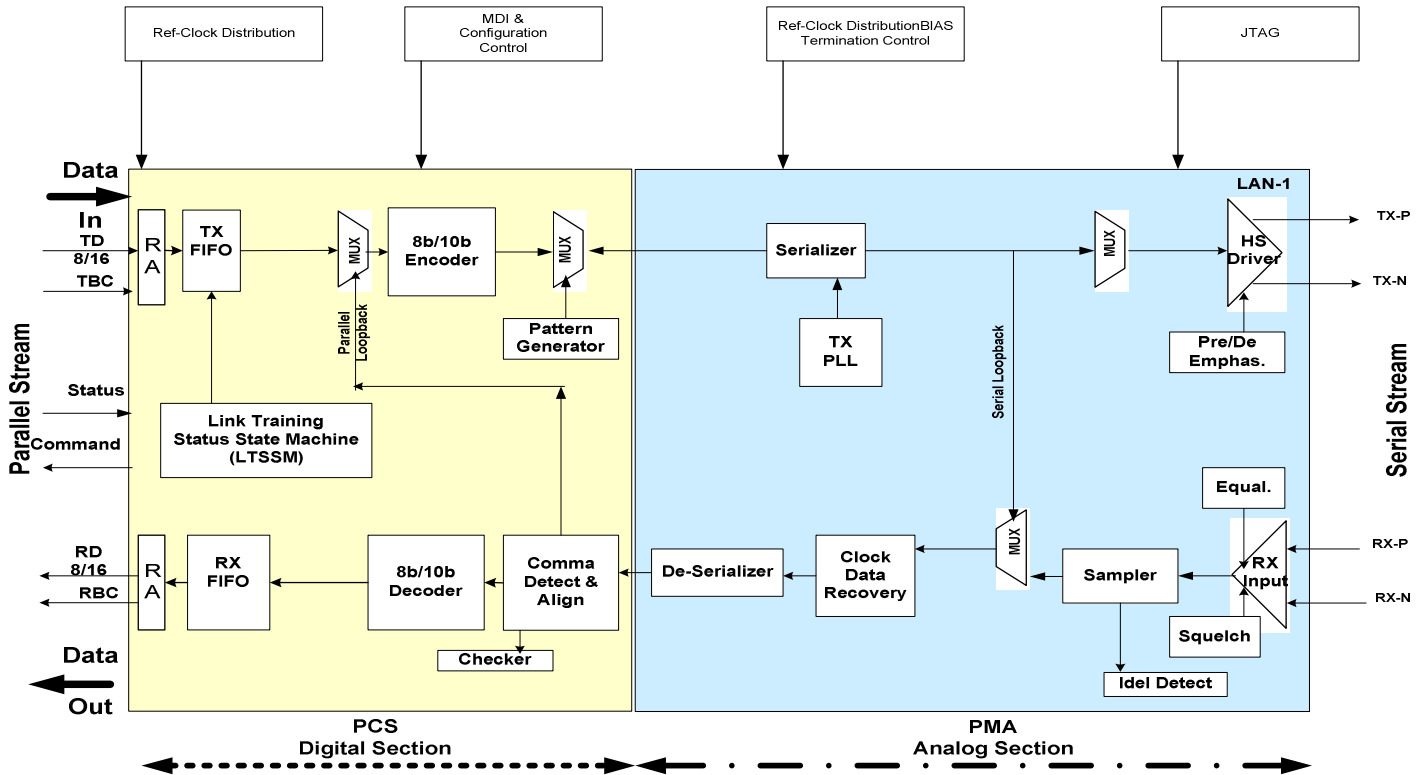 Ref-Clock Distribution
MDI &
Configuration
Control
Ref-Clock DistributionBIAS
Termination Control
JTAG
Data
In
LAN-1
TD
8/16
TBC
R
A
TX
FIFO
MUX
8b/10b
Encoder
MUX
Serializer
MUX
HS
Driver
TX-P
TX-N
Parallel
Loopback
Pattern
Generator
TX
PLL
Pre/De
Emphas.
Parallel Stream
Status
Command
Link Training
Status State Machine
(LTSSM)
Serial Loopback
Serial Stream
Equal.
RD
8/16
RBC
R
A
RX
FIFO
8b/10b
Decoder
Comma
Detect &
Align
De-Serializer
Clock
Data
Recovery
MUX
Sampler
RX
Input
RX-P
RX-N
Squelch
Checker
Idel Detect
Data
Out
PCS
Digital Section
PMA
Analog Section